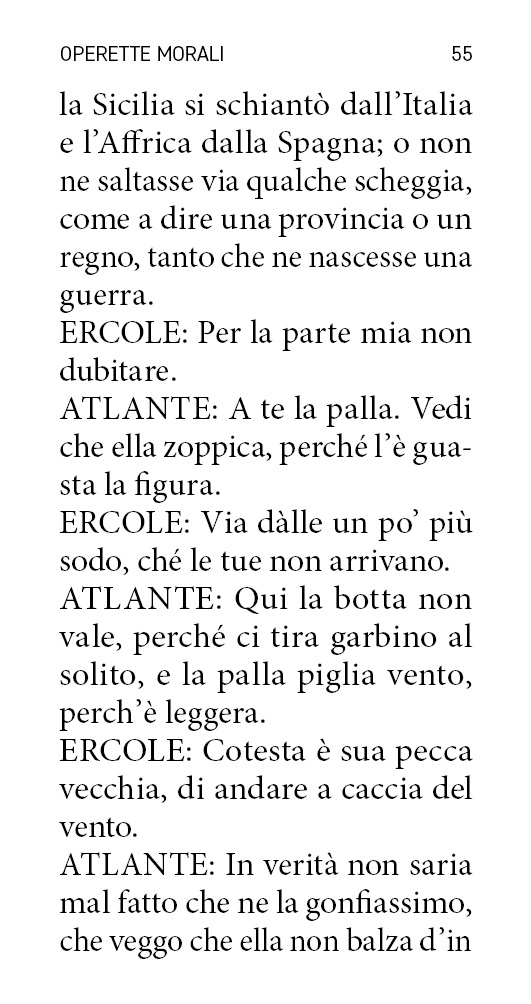 OPERETTE MORALI 55
la Sicilia si schiantò dall’Italia
e l’Affrica dalla Spagna; o non
ne saltasse via qualche scheggia,
come a dire una provincia o un
regno, tanto che ne nascesse una
guerra.
ERCOLE: Per la parte mia non
dubitare.
ATLANTE: A te la palla. Vedi
che ella zoppica, perché l’è gua-
sta la figura.
ERCOLE: Via dàlle un po’ più
sodo, ché le tue non arrivano.
ATLANTE: Qui la botta non
vale, perché ci tira garbino al
solito, e la palla piglia vento,
perch’è leggera.
ERCOLE: Cotesta è sua pecca
vecchia, di andare a caccia del
vento.
ATLANTE: In verità non saria
mal fatto che ne la gonfiassimo,
che veggo che ella non balza d’in